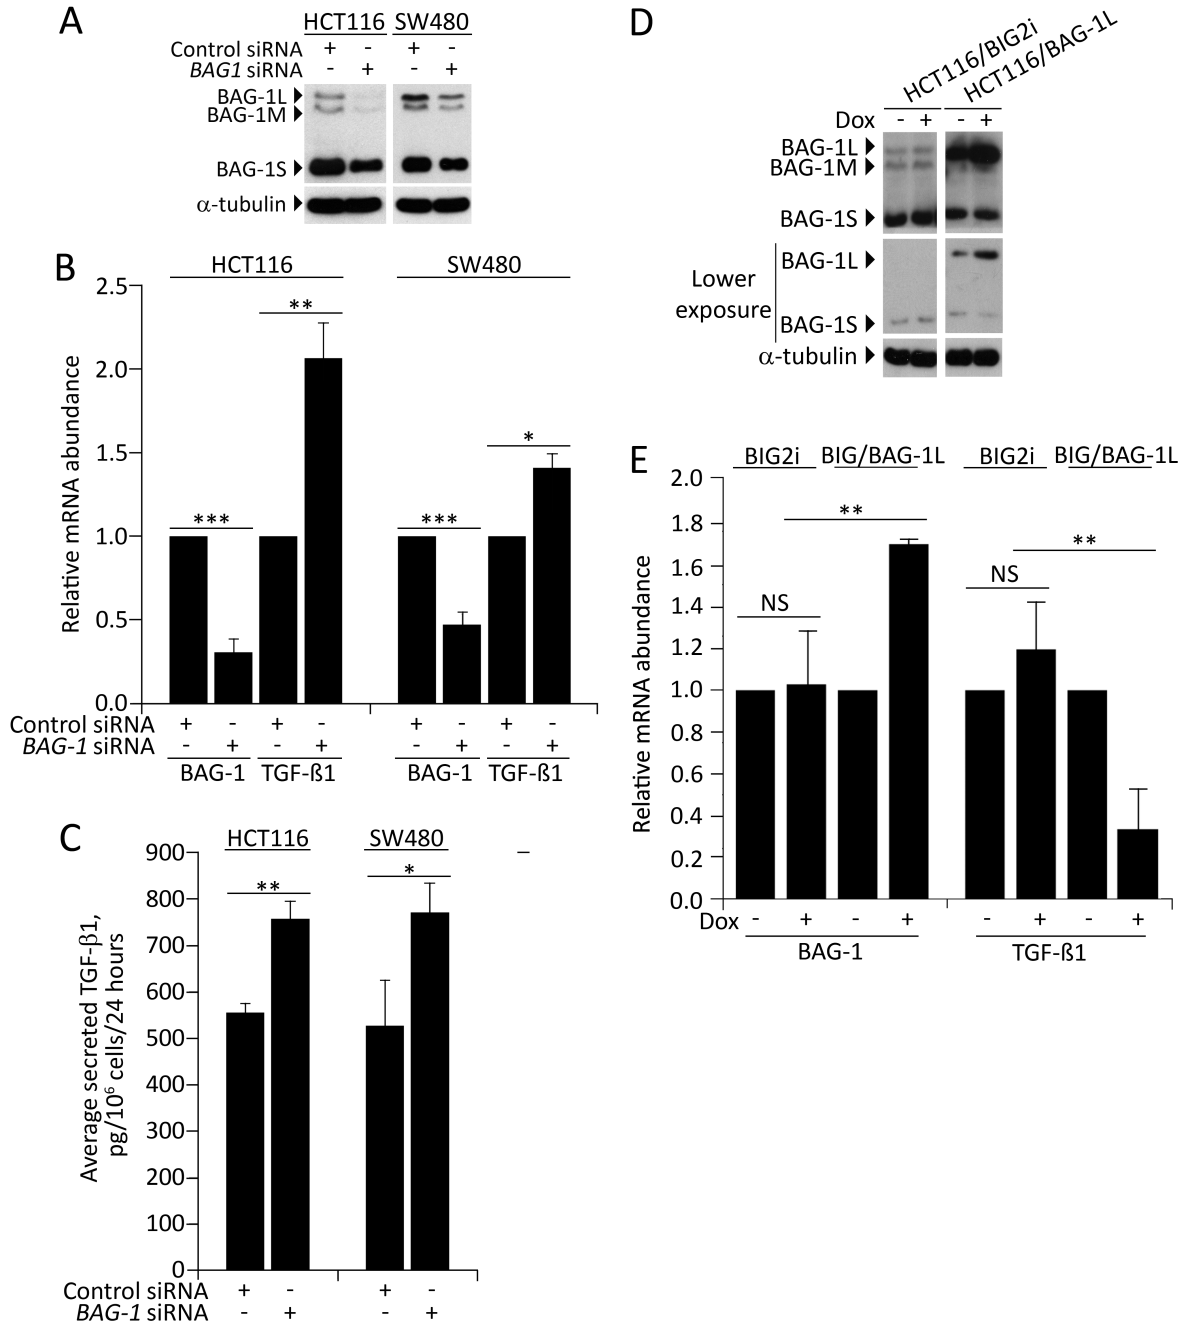 A
HCT116 SW480
Control siRNA + - + -
BAG1 siRNA - + - +
BAG-1L
BAG-1M
BAG-1S
α-tubulin
B
HCT116 SW480
2.5
2.0
1.5
1.0
0.5
0.0
Relative mRNA abundance
*** ** *** *
Control siRNA + - + - + - + -
BAG-1 siRNA - + - + - + - +
BAG-1 TGF-ß1 BAG-1 TGF-ß1
C
HCT116 SW480
900
800
700
600
500
400
300
200
100
0
Average secreted TGF-β1,
pg/10⁶ cells/24 hours
** *
Control siRNA + - + -
BAG-1 siRNA - + - +
D
HCT116/BIG2i
HCT116/BAG-1L
Dox - + - +
BAG-1L
BAG-1M
BAG-1S
Lower
exposure
BAG-1L
BAG-1S
α-tubulin
E
BIG2i BIG/BAG-1L BIG2i BIG/BAG-1L
2.0
1.8
1.6
1.4
1.2
1.0
0.8
0.6
0.4
0.2
0.0
Relative mRNA abundance
NS ** NS **
Dox - + - + - + - +
BAG-1 TGF-ß1